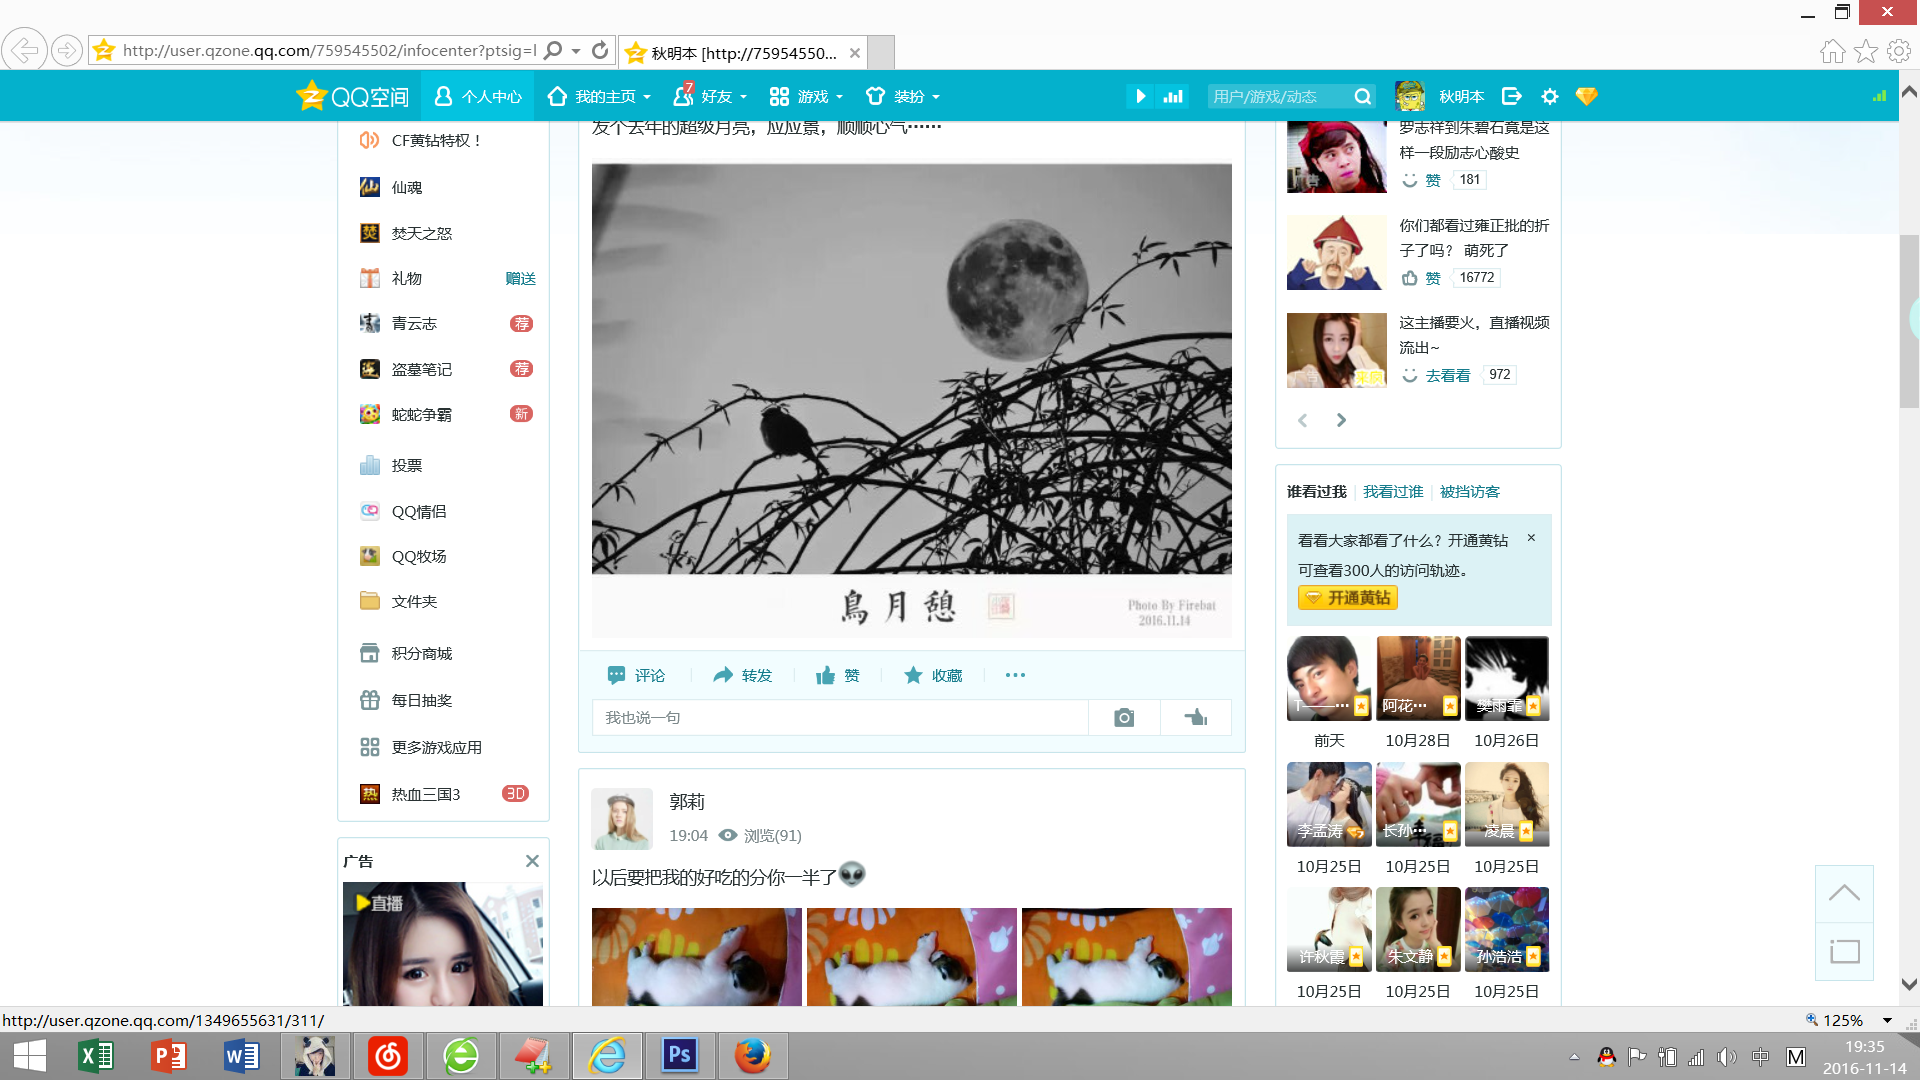 http://user.qzone.qq.com/759545502/infocenter?ptsig=l
秋明本 [http://75954550...
QQ空间
个人中心
我的主页
7
好友
游戏
装扮
用户/游戏/动态
秋明本
CF黄钻特权！
仙魂
焚天之怒
礼物 赠送
青云志 荐
盗墓笔记 荐
蛇蛇争霸 新
投票
QQ情侣
QQ牧场
文件夹
积分商城
每日抽奖
更多游戏应用
热血三国3 3D
广告
直播
发个去年的超级月亮，应应景，顺顺心气······
鳥月憩
Photo By Firebat
2016.11.14
评论
转发
赞
收藏
我也说一句
郭莉
19:04 浏览(91)
以后要把我的好吃的分你一半了
罗志祥到朱碧石竟是这
样一段励志心酸史
赞 181
你们都看过雍正批的折
子了吗？ 萌死了
赞 16772
这主播要火，直播视频
流出~
去看看 972
谁看过我 我看过谁 被挡访客
看看大家都看了什么？开通黄钻
可查看300人的访问轨迹。
开通黄钻
T——··· 阿花··· 樊雨霏
前天 10月28日 10月26日
李孟涛 长孙··· 凌晨
10月25日 10月25日 10月25日
许秋霞 朱文静 孙浩浩
10月25日 10月25日 10月25日
http://user.qzone.qq.com/1349655631/311/
125%
Ps
中
M
19:35
2016-11-14